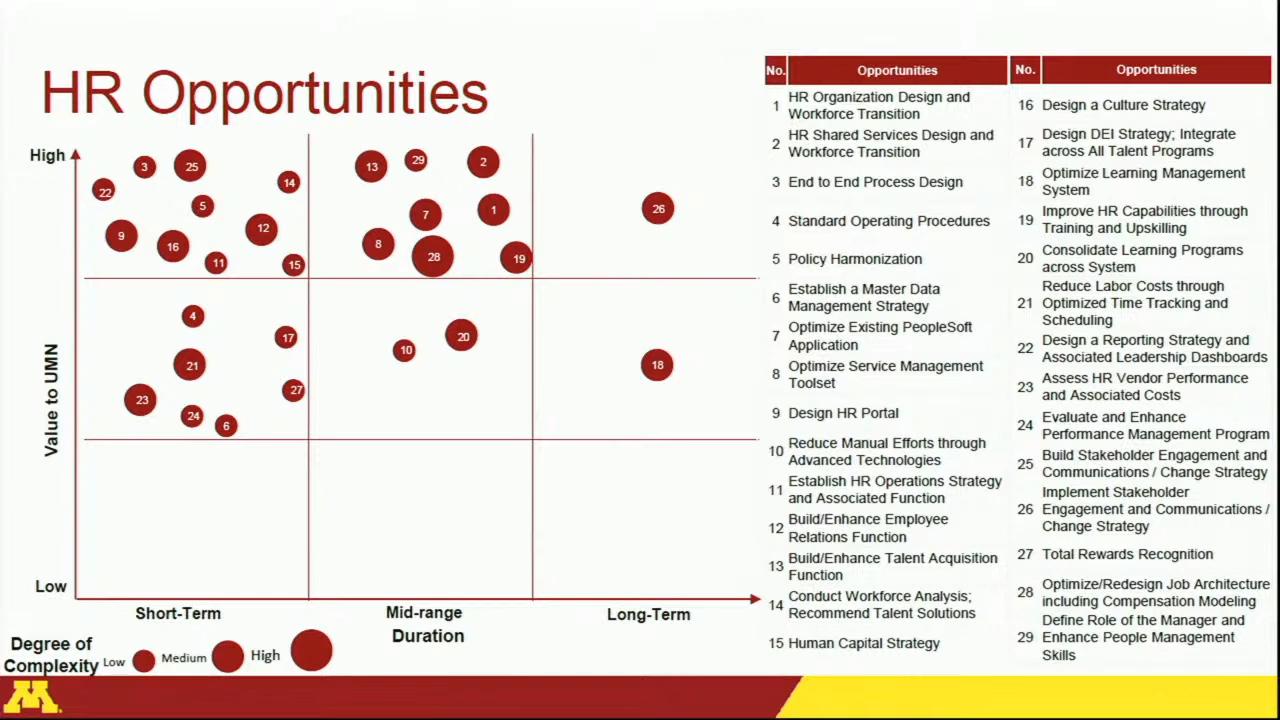 HR Opportunities
High
3
25
14
22
5
9
16
12
11
15
13
29
2
7
1
8
28
19
26
4
17
21
27
23
24
6
10
20
18
Value to UMN
Low
Short-Term
Mid-range
Long-Term
Duration
Degree of
Complexity
Low
Medium
High
No. Opportunities
1 HR Organization Design and
Workforce Transition
2 HR Shared Services Design and
Workforce Transition
3 End to End Process Design
4 Standard Operating Procedures
5 Policy Harmonization
6 Establish a Master Data
Management Strategy
7 Optimize Existing PeopleSoft
Application
8 Optimize Service Management
Toolset
9 Design HR Portal
10 Reduce Manual Efforts through
Advanced Technologies
11 Establish HR Operations Strategy
and Associated Function
12 Build/Enhance Employee
Relations Function
13 Build/Enhance Talent Acquisition
Function
14 Conduct Workforce Analysis;
Recommend Talent Solutions
15 Human Capital Strategy
No. Opportunities
16 Design a Culture Strategy
17 Design DEI Strategy; Integrate
across All Talent Programs
18 Optimize Learning Management
System
19 Improve HR Capabilities through
Training and Upskilling
20 Consolidate Learning Programs
across System
21 Reduce Labor Costs through
Optimized Time Tracking and
Scheduling
22 Design a Reporting Strategy and
Associated Leadership Dashboards
23 Assess HR Vendor Performance
and Associated Costs
24 Evaluate and Enhance
Performance Management Program
25 Build Stakeholder Engagement and
Communications / Change Strategy
26 Implement Stakeholder
Engagement and Communications /
Change Strategy
27 Total Rewards Recognition
28 Optimize/Redesign Job Architecture
including Compensation Modeling
29 Define Role of the Manager and
Enhance People Management
Skills
M